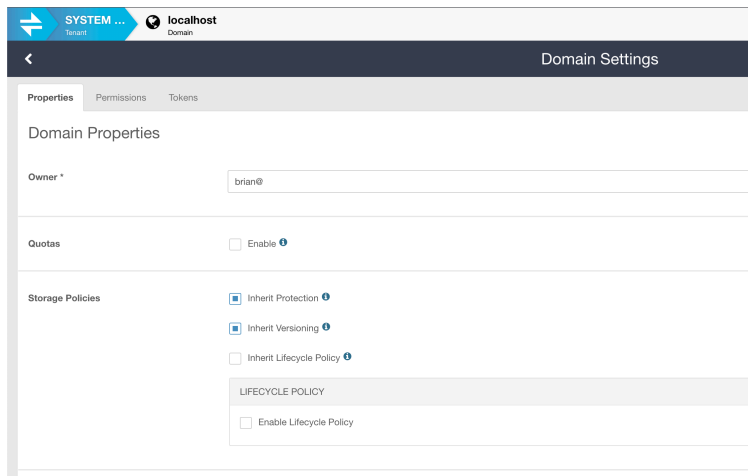 SYSTEM ...
Tenant
localhost
Domain
Domain Settings
Properties Permissions Tokens
Domain Properties
Owner *
brian@
Quotas
Enable
Storage Policies
Inherit Protection
Inherit Versioning
Inherit Lifecycle Policy
LIFECYCLE POLICY
Enable Lifecycle Policy